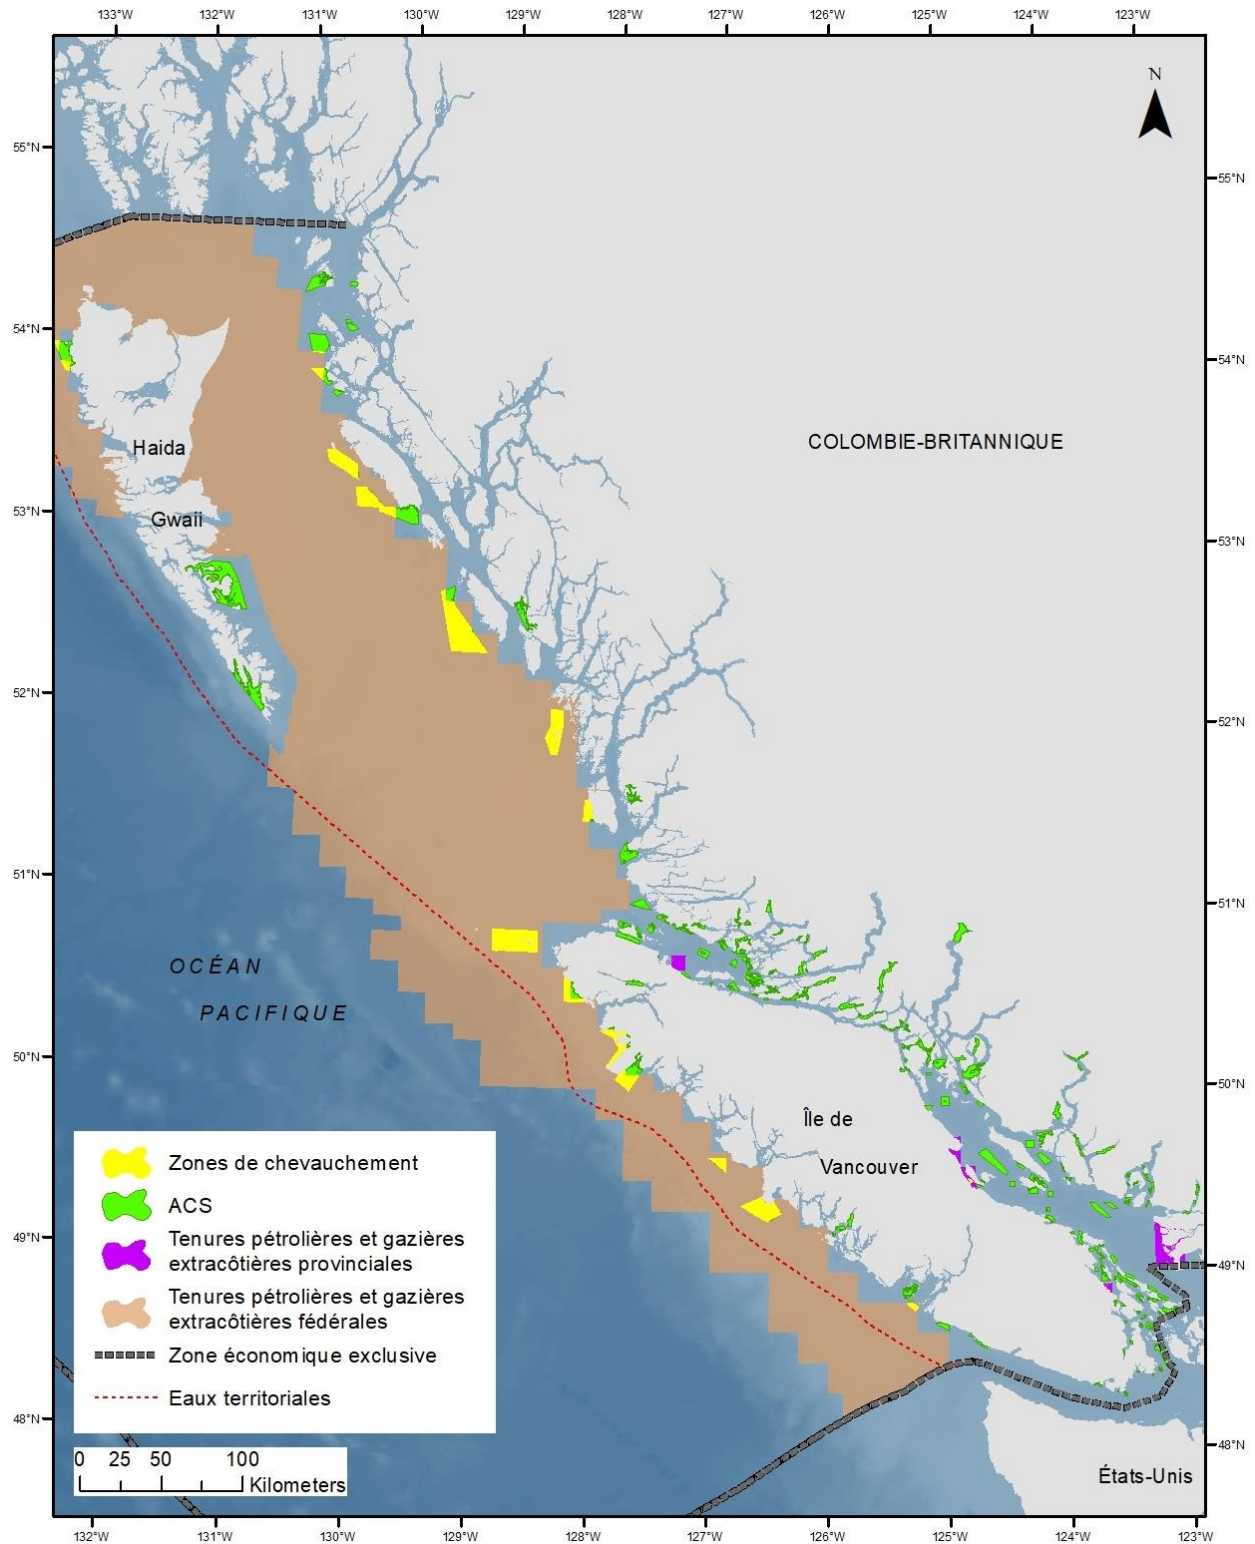 133°W 132°W 131°W 130°W 129°W 128°W 127°W 126°W 125°W 124°W 123°W
N
55°N
55°N
54°N
54°N
Haida
COLOMBIE-BRITANNIQUE
53°N
Gwaii
53°N
52°N
52°N
51°N
51°N
OCÉAN
PACIFIQUE
50°N
50°N
Île de
Vancouver
Zones de chevauchement
ACS
Tenures pétrolières et gazières
extracôtières provinciales
Tenures pétrolières et gazières
extracôtières fédérales
Zone économique exclusive
Eaux territoriales
49°N
49°N
48°N
48°N
0 25 50 100
Kilometers
États-Unis
132°W 131°W 130°W 129°W 128°W 127°W 126°W 125°W 124°W 123°W